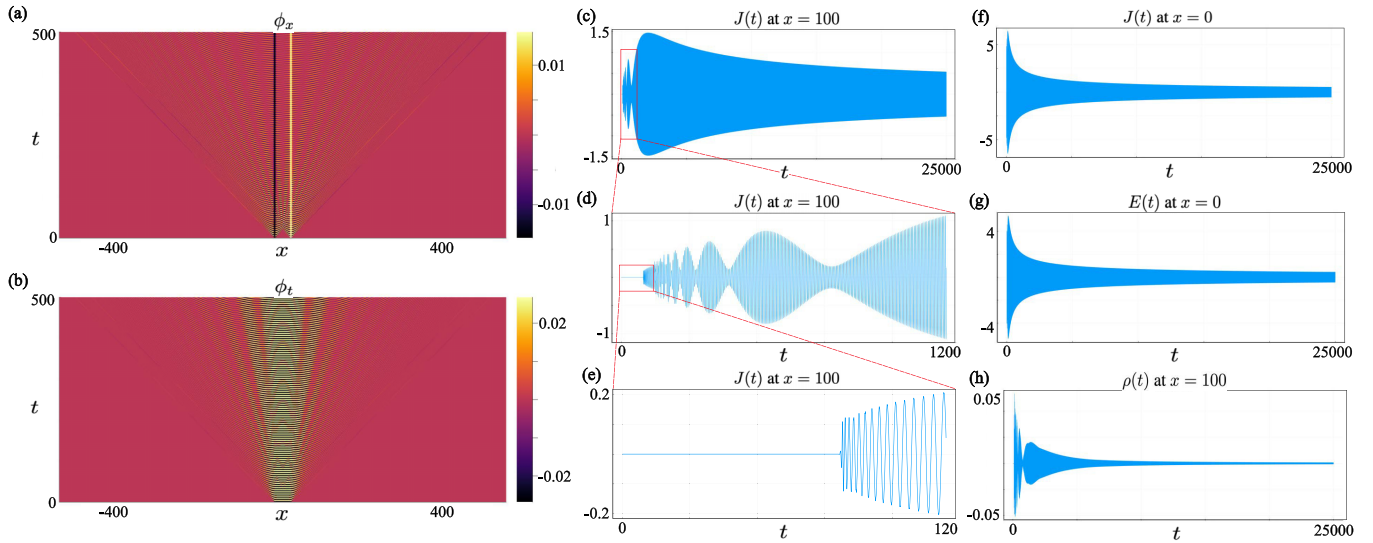 (a)
ϕ_x
500
t
0
-400
x
400
0.01
-0.01
(b)
ϕ_t
500
t
0
-400
x
400
0.02
-0.02
(c)
J(t) at x = 100
1.5
-1.5
0
t
25000
(d)
J(t) at x = 100
1
-1
0
t
1200
(e)
J(t) at x = 100
0.2
-0.2
0
t
120
(f)
J(t) at x = 0
5
-5
0
t
25000
(g)
E(t) at x = 0
4
-4
0
t
25000
(h)
ρ(t) at x = 100
0.05
-0.05
0
t
25000